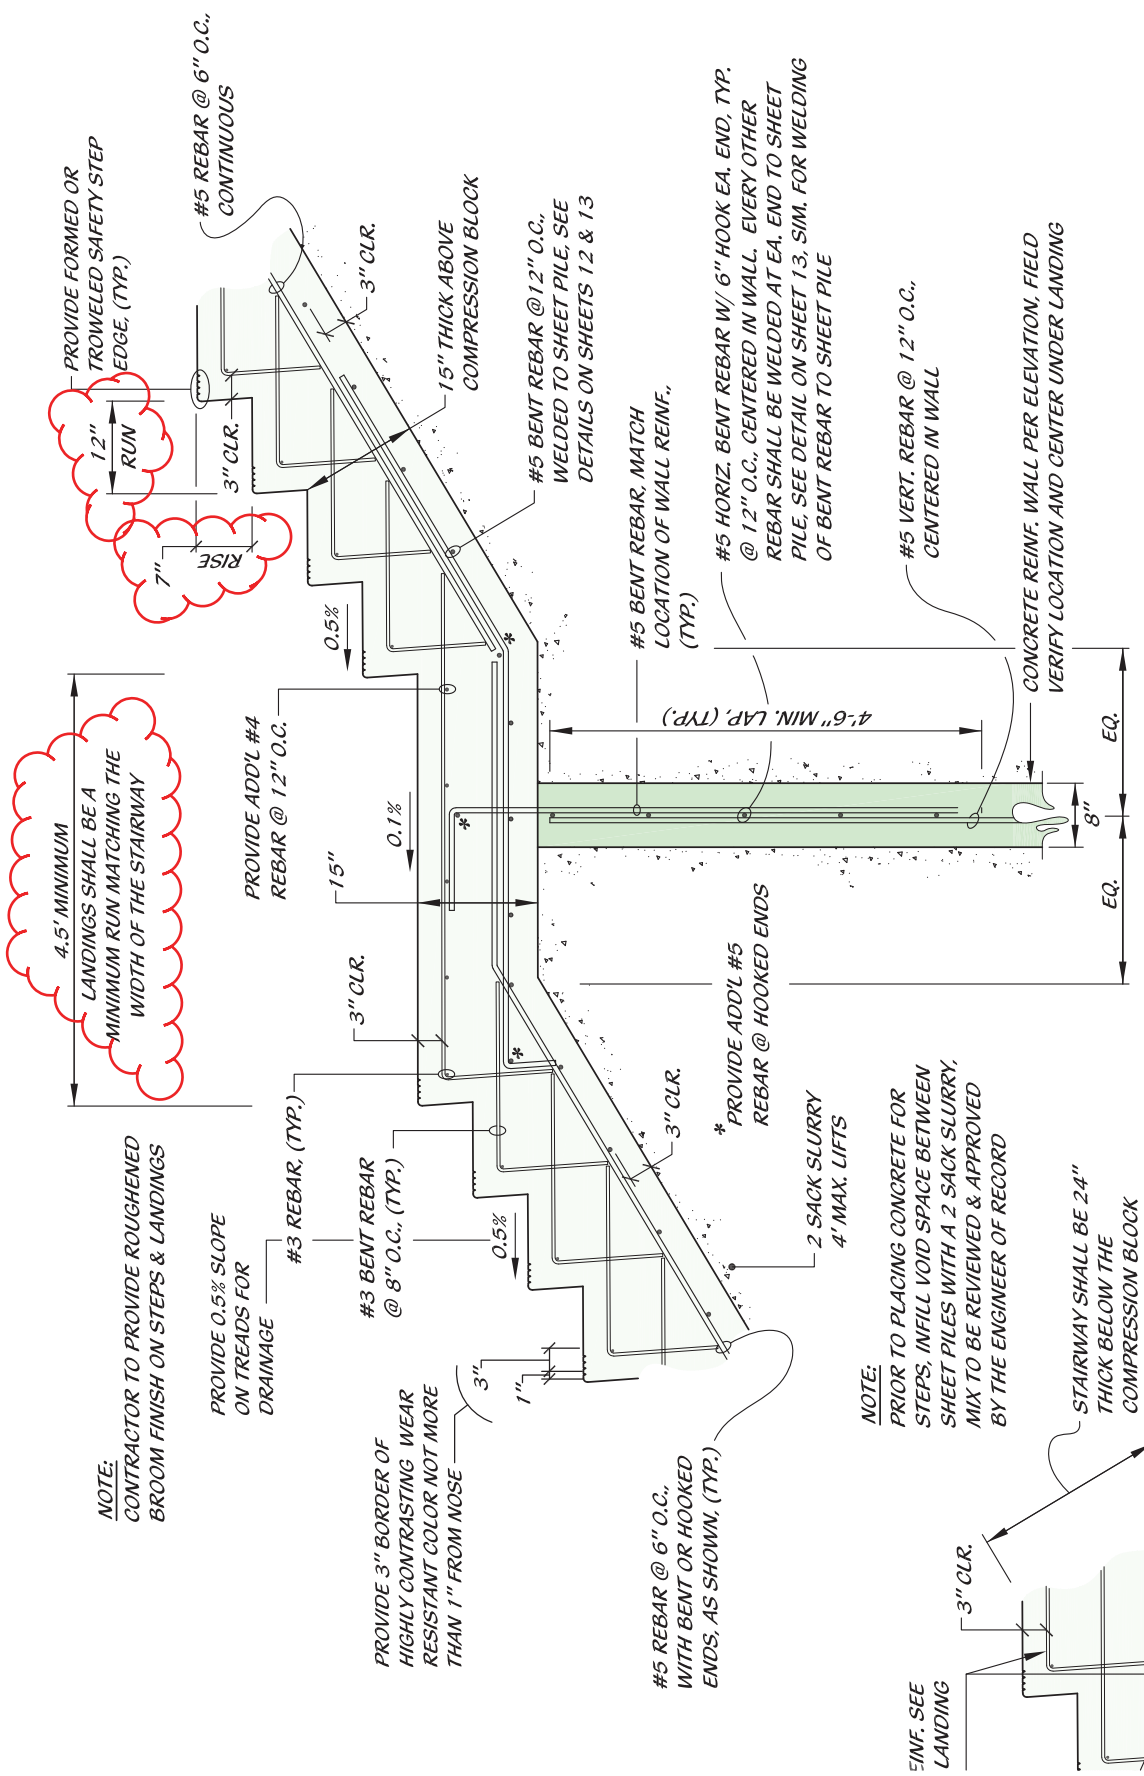 NOTE:
CONTRACTOR TO PROVIDE ROUGHENED
BROOM FINISH ON STEPS & LANDINGS
4.5' MINIMUM
LANDINGS SHALL BE A
MINIMUM RUN MATCHING THE
WIDTH OF THE STAIRWAY
PROVIDE FORMED OR
TROWELED SAFETY STEP
EDGE, (TYP.)
12"
RUN
7"
RISE
3" CLR.
#5 REBAR @ 6" O.C.,
CONTINUOUS
PROVIDE 0.5% SLOPE
ON TREADS FOR
DRAINAGE
#3 REBAR, (TYP.)
#3 BENT REBAR
@ 8" O.C., (TYP.)
3" CLR.
15"
PROVIDE ADD'L #4
REBAR @ 12" O.C.
0.1%
0.5%
3" CLR.
15" THICK ABOVE
COMPRESSION BLOCK
PROVIDE 3" BORDER OF
HIGHLY CONTRASTING WEAR
RESISTANT COLOR NOT MORE
THAN 1" FROM NOSE
3"
1"
0.5%
*
*
*
#5 BENT REBAR @12" O.C.,
WELDED TO SHEET PILE, SEE
DETAILS ON SHEETS 12 & 13
#5 REBAR @ 6" O.C.,
WITH BENT OR HOOKED
ENDS, AS SHOWN, (TYP.)
3" CLR.
* PROVIDE ADD'L #5
REBAR @ HOOKED ENDS
4'-6" MIN. LAP, (TYP.)
#5 BENT REBAR, MATCH
LOCATION OF WALL REINF.,
(TYP.)
#5 HORIZ. BENT REBAR W/ 6" HOOK EA. END, TYP.
@ 12" O.C., CENTERED IN WALL. EVERY OTHER
REBAR SHALL BE WELDED AT EA. END TO SHEET
PILE, SEE DETAIL ON SHEET 13, SIM. FOR WELDING
OF BENT REBAR TO SHEET PILE
2 SACK SLURRY
4' MAX. LIFTS
#5 VERT. REBAR @ 12" O.C.,
CENTERED IN WALL
NOTE:
PRIOR TO PLACING CONCRETE FOR
STEPS, INFILL VOID SPACE BETWEEN
SHEET PILES WITH A 2 SACK SLURRY,
MIX TO BE REVIEWED & APPROVED
BY THE ENGINEER OF RECORD
CONCRETE REINF. WALL PER ELEVATION, FIELD
VERIFY LOCATION AND CENTER UNDER LANDING
8"
EQ.
EQ.
EINF. SEE
LANDING
3" CLR.
STAIRWAY SHALL BE 24"
THICK BELOW THE
COMPRESSION BLOCK